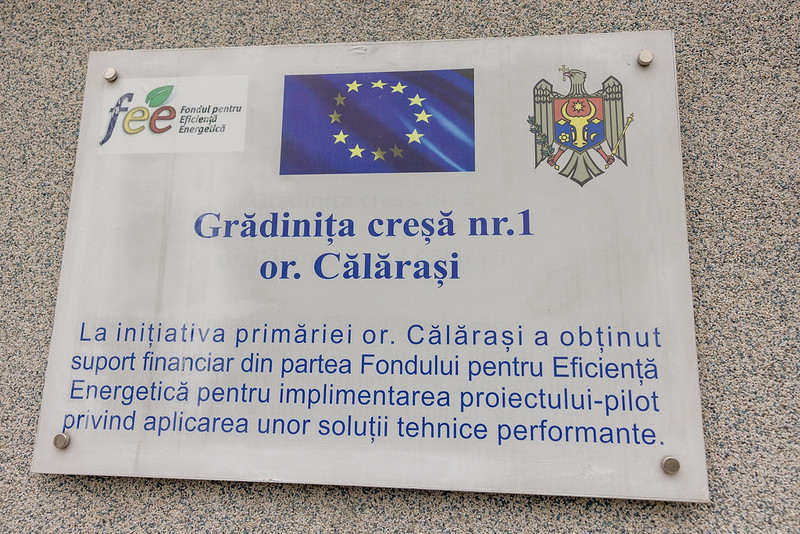 fee
Fondul pentru
Eficiență
Energetică
Grădinița creșă nr.1
or. Călărași
La inițiativa primăriei or. Călărași a obținut
suport financiar din partea Fondului pentru Eficiență
Energetică pentru implimentarea proiectului-pilot
privind aplicarea unor soluții tehnice performante.